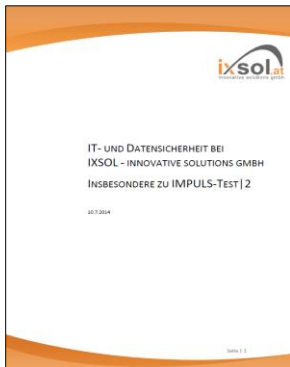 ixsol.at
innovative solutions gmbh
IT- UND DATENSICHERHEIT BEI
IXSOL - INNOVATIVE SOLUTIONS GMBH
INSBESONDERE ZU IMPULS-TEST|2
10.7.2014
Seite | 1